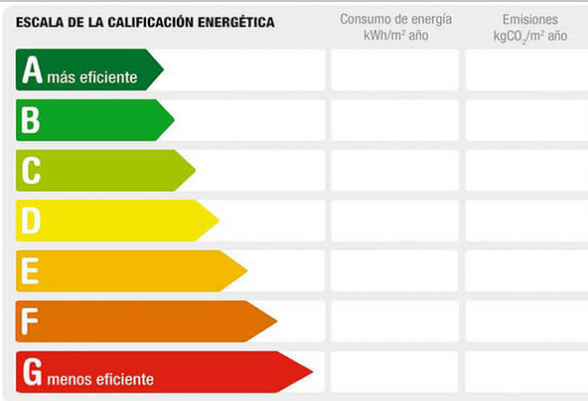 ESCALA DE LA CALIFICACIÓN ENERGÉTICA
Consumo de energía
kWh/m² año
Emisiones
kgCO₂/m² año
A más eficiente
B
C
D
E
F
G menos eficiente